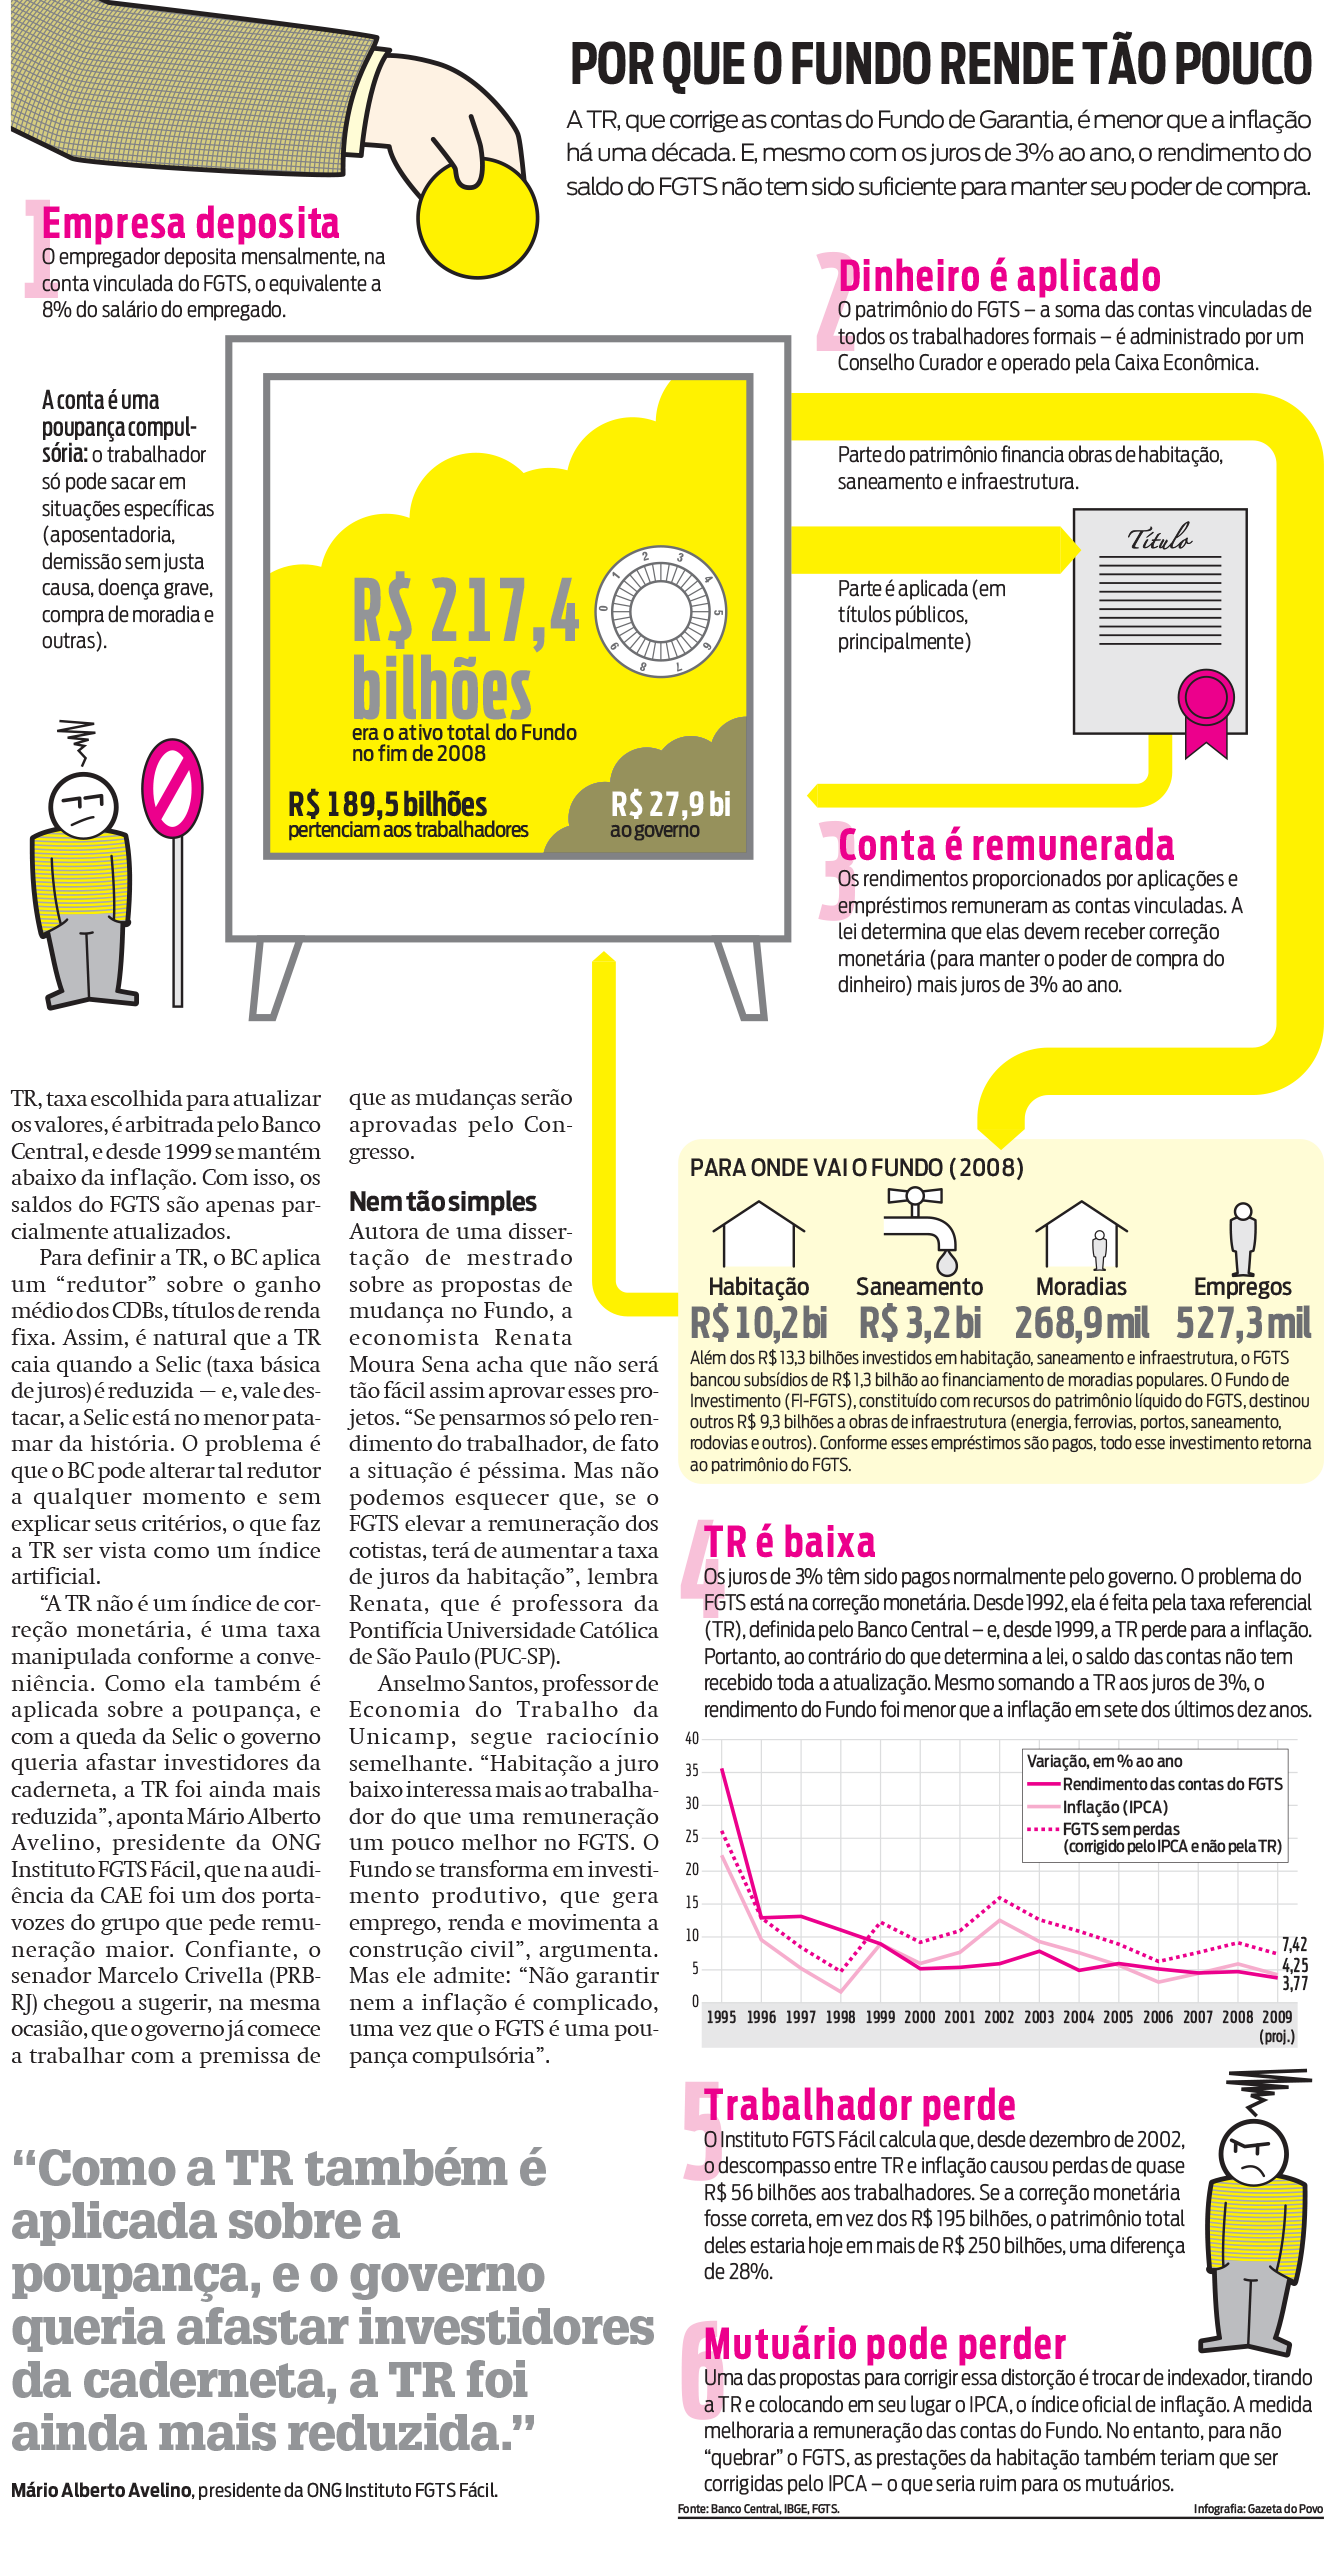 POR QUE O FUNDO RENDE TÃO POUCO
A TR, que corrige as contas do Fundo de Garantia, é menor que a inflação
há uma década. E, mesmo com os juros de 3% ao ano, o rendimento do
saldo do FGTS não tem sido suficiente para manter seu poder de compra.
1
Empresa deposita
O empregador deposita mensalmente, na
conta vinculada do FGTS, o equivalente a
8% do salário do empregado.
A conta é uma
poupança compul-
sória: o trabalhador
só pode sacar em
situações específicas
(aposentadoria,
demissão sem justa
causa, doença grave,
compra de moradia e
outras).
R$ 217,4
bilhões
era o ativo total do Fundo
no fim de 2008
R$ 189,5 bilhões
pertenciam aos trabalhadores
R$ 27,9 bi
ao governo
0 1 2 3 4 5 6 7 8 9
2
Dinheiro é aplicado
O patrimônio do FGTS – a soma das contas vinculadas de
todos os trabalhadores formais – é administrado por um
Conselho Curador e operado pela Caixa Econômica.
Parte do patrimônio financia obras de habitação,
saneamento e infraestrutura.
Parte é aplicada (em
títulos públicos,
principalmente)
Título
3
Conta é remunerada
Os rendimentos proporcionados por aplicações e
empréstimos remuneram as contas vinculadas. A
lei determina que elas devem receber correção
monetária (para manter o poder de compra do
dinheiro) mais juros de 3% ao ano.
TR, taxa escolhida para atualizar
os valores, é arbitrada pelo Banco
Central, e desde 1999 se mantém
abaixo da inflação. Com isso, os
saldos do FGTS são apenas par-
cialmente atualizados.
Para definir a TR, o BC aplica
um “redutor” sobre o ganho
médio dos CDBs, títulos de renda
fixa. Assim, é natural que a TR
caia quando a Selic (taxa básica
de juros) é reduzida — e, vale des-
tacar, a Selic está no menor pata-
mar da história. O problema é
que o BC pode alterar tal redutor
a qualquer momento e sem
explicar seus critérios, o que faz
a TR ser vista como um índice
artificial.
“A TR não é um índice de cor-
reção monetária, é uma taxa
manipulada conforme a conve-
niência. Como ela também é
aplicada sobre a poupança, e
com a queda da Selic o governo
queria afastar investidores da
caderneta, a TR foi ainda mais
reduzida”, aponta Mário Alberto
Avelino, presidente da ONG
Instituto FGTS Fácil, que na audi-
ência da CAE foi um dos porta-
vozes do grupo que pede remu-
neração maior. Confiante, o
senador Marcelo Crivella (PRB-
RJ) chegou a sugerir, na mesma
ocasião, que o governo já comece
a trabalhar com a premissa de
que as mudanças serão
aprovadas pelo Con-
gresso.
Nem tão simples
Autora de uma disser-
tação de mestrado
sobre as propostas de
mudança no Fundo, a
economista Renata
Moura Sena acha que não será
tão fácil assim aprovar esses pro-
jetos. “Se pensarmos só pelo ren-
dimento do trabalhador, de fato
a situação é péssima. Mas não
podemos esquecer que, se o
FGTS elevar a remuneração dos
cotistas, terá de aumentar a taxa
de juros da habitação”, lembra
Renata, que é professora da
Pontifícia Universidade Católica
de São Paulo (PUC-SP).
Anselmo Santos, professor de
Economia do Trabalho da
Unicamp, segue raciocínio
semelhante. “Habitação a juro
baixo interessa mais ao trabalha-
dor do que uma remuneração
um pouco melhor no FGTS. O
Fundo se transforma em investi-
mento produtivo, que gera
emprego, renda e movimenta a
construção civil”, argumenta.
Mas ele admite: “Não garantir
nem a inflação é complicado,
uma vez que o FGTS é uma pou-
pança compulsória”.
“Como a TR também é
aplicada sobre a
poupança, e o governo
queria afastar investidores
da caderneta, a TR foi
ainda mais reduzida.”
Mário Alberto Avelino, presidente da ONG Instituto FGTS Fácil.
PARA ONDE VAI O FUNDO (2008)
Habitação Saneamento Moradias Empregos
R$ 10,2 bi R$ 3,2 bi 268,9 mil 527,3 mil
Além dos R$ 13,3 bilhões investidos em habitação, saneamento e infraestrutura, o FGTS
bancou subsídios de R$ 1,3 bilhão ao financiamento de moradias populares. O Fundo de
Investimento (FI-FGTS), constituído com recursos do patrimônio líquido do FGTS, destinou
outros R$ 9,3 bilhões a obras de infraestrutura (energia, ferrovias, portos, saneamento,
rodovias e outros). Conforme esses empréstimos são pagos, todo esse investimento retorna
ao patrimônio do FGTS.
4
TR é baixa
Os juros de 3% têm sido pagos normalmente pelo governo. O problema do
FGTS está na correção monetária. Desde 1992, ela é feita pela taxa referencial
(TR), definida pelo Banco Central – e, desde 1999, a TR perde para a inflação.
Portanto, ao contrário do que determina a lei, o saldo das contas não tem
recebido toda a atualização. Mesmo somando a TR aos juros de 3%, o
rendimento do Fundo foi menor que a inflação em sete dos últimos dez anos.
40
35
30
25
20
15
10
5
0
Variação, em % ao ano
Rendimento das contas do FGTS
Inflação (IPCA)
FGTS sem perdas
(corrigido pelo IPCA e não pela TR)
7,42
4,25
3,77
1995 1996 1997 1998 1999 2000 2001 2002 2003 2004 2005 2006 2007 2008 2009
(proj.)
5
Trabalhador perde
O Instituto FGTS Fácil calcula que, desde dezembro de 2002,
o descompasso entre TR e inflação causou perdas de quase
R$ 56 bilhões aos trabalhadores. Se a correção monetária
fosse correta, em vez dos R$ 195 bilhões, o patrimônio total
deles estaria hoje em mais de R$ 250 bilhões, uma diferença
de 28%.
6
Mutuário pode perder
Uma das propostas para corrigir essa distorção é trocar de indexador, tirando
a TR e colocando em seu lugar o IPCA, o índice oficial de inflação. A medida
melhoraria a remuneração das contas do Fundo. No entanto, para não
“quebrar” o FGTS, as prestações da habitação também teriam que ser
corrigidas pelo IPCA – o que seria ruim para os mutuários.
Fonte: Banco Central, IBGE, FGTS.
Infografia: Gazeta do Povo